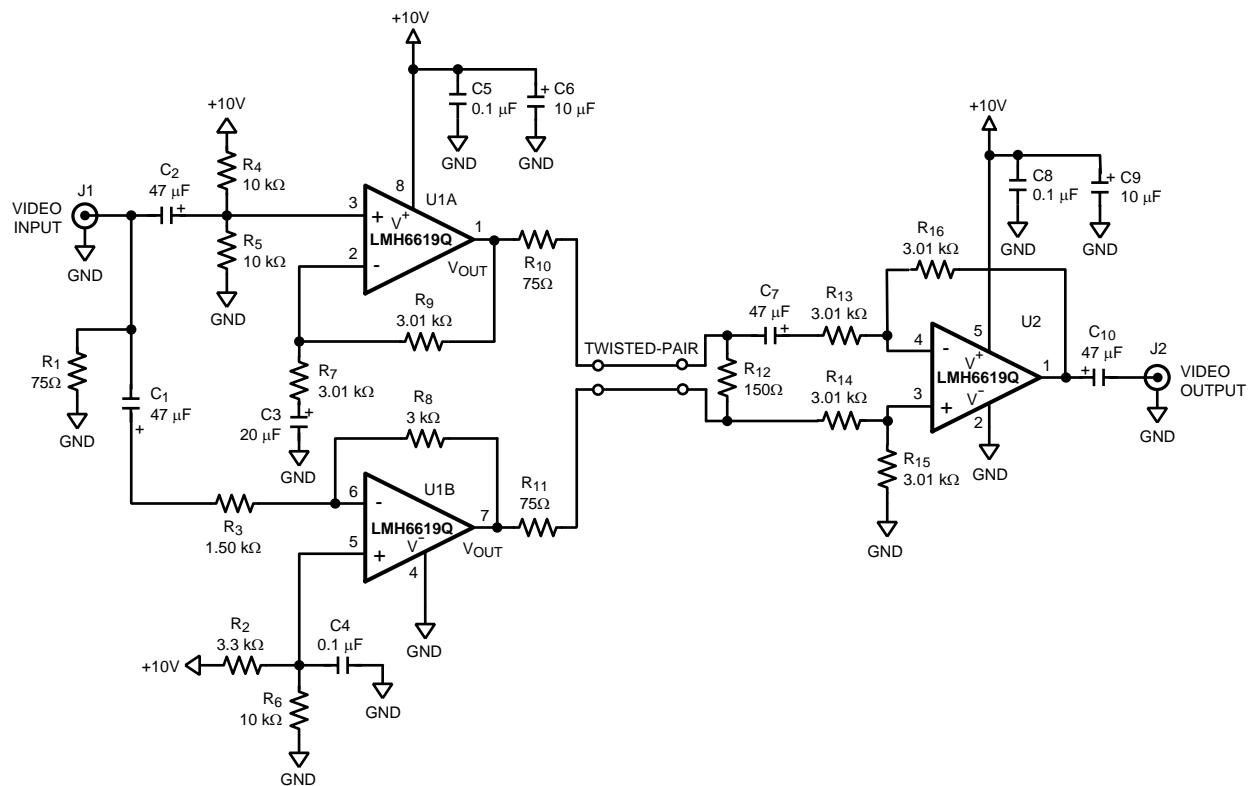 +10V
C5
0.1 µF
+ C6
10 µF
GND
GND
+10V
R4
10 kΩ
C2
47 µF
+
J1
VIDEO
INPUT
GND
R5
10 kΩ
GND
8
U1A
3
+
V+
LMH6619Q
1
2
-
VOUT
R10
75Ω
R9
3.01 kΩ
R1
75Ω
GND
C1
47 µF
+
R7
3.01 kΩ
C3
20 µF
+
GND
R8
3 kΩ
TWISTED-PAIR
R3
1.50 kΩ
6
-
U1B
LMH6619Q
7
5
+
V-
VOUT
4
R11
75Ω
GND
R2
3.3 kΩ
C4
0.1 µF
+10V
GND
R6
10 kΩ
GND
+10V
C8
0.1 µF
+ C9
10 µF
GND
GND
R16
3.01 kΩ
C7
47 µF
+
R13
3.01 kΩ
R12
150Ω
R14
3.01 kΩ
5
U2
4
-
V+
LMH6619Q
1
3
+
V-
2
GND
C10
47 µF
+
J2
VIDEO
OUTPUT
GND
R15
3.01 kΩ
GND